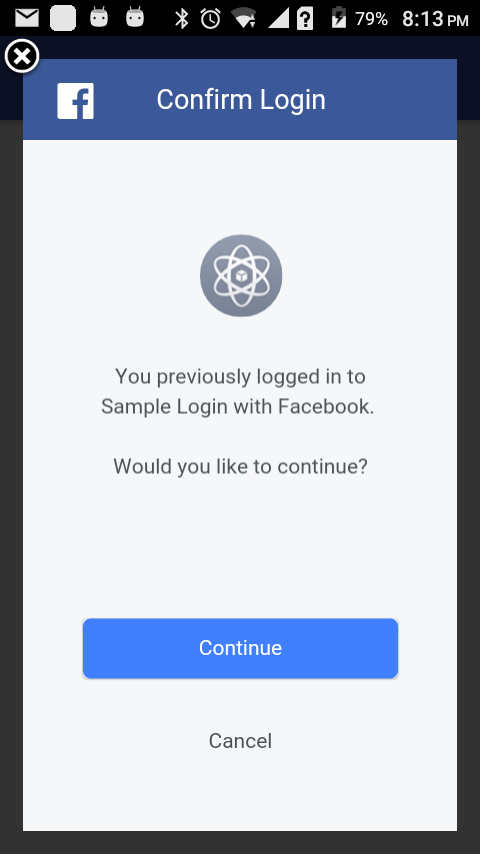 79% 8:13 PM
Confirm Login
You previously logged in to
Sample Login with Facebook.
Would you like to continue?
Continue
Cancel